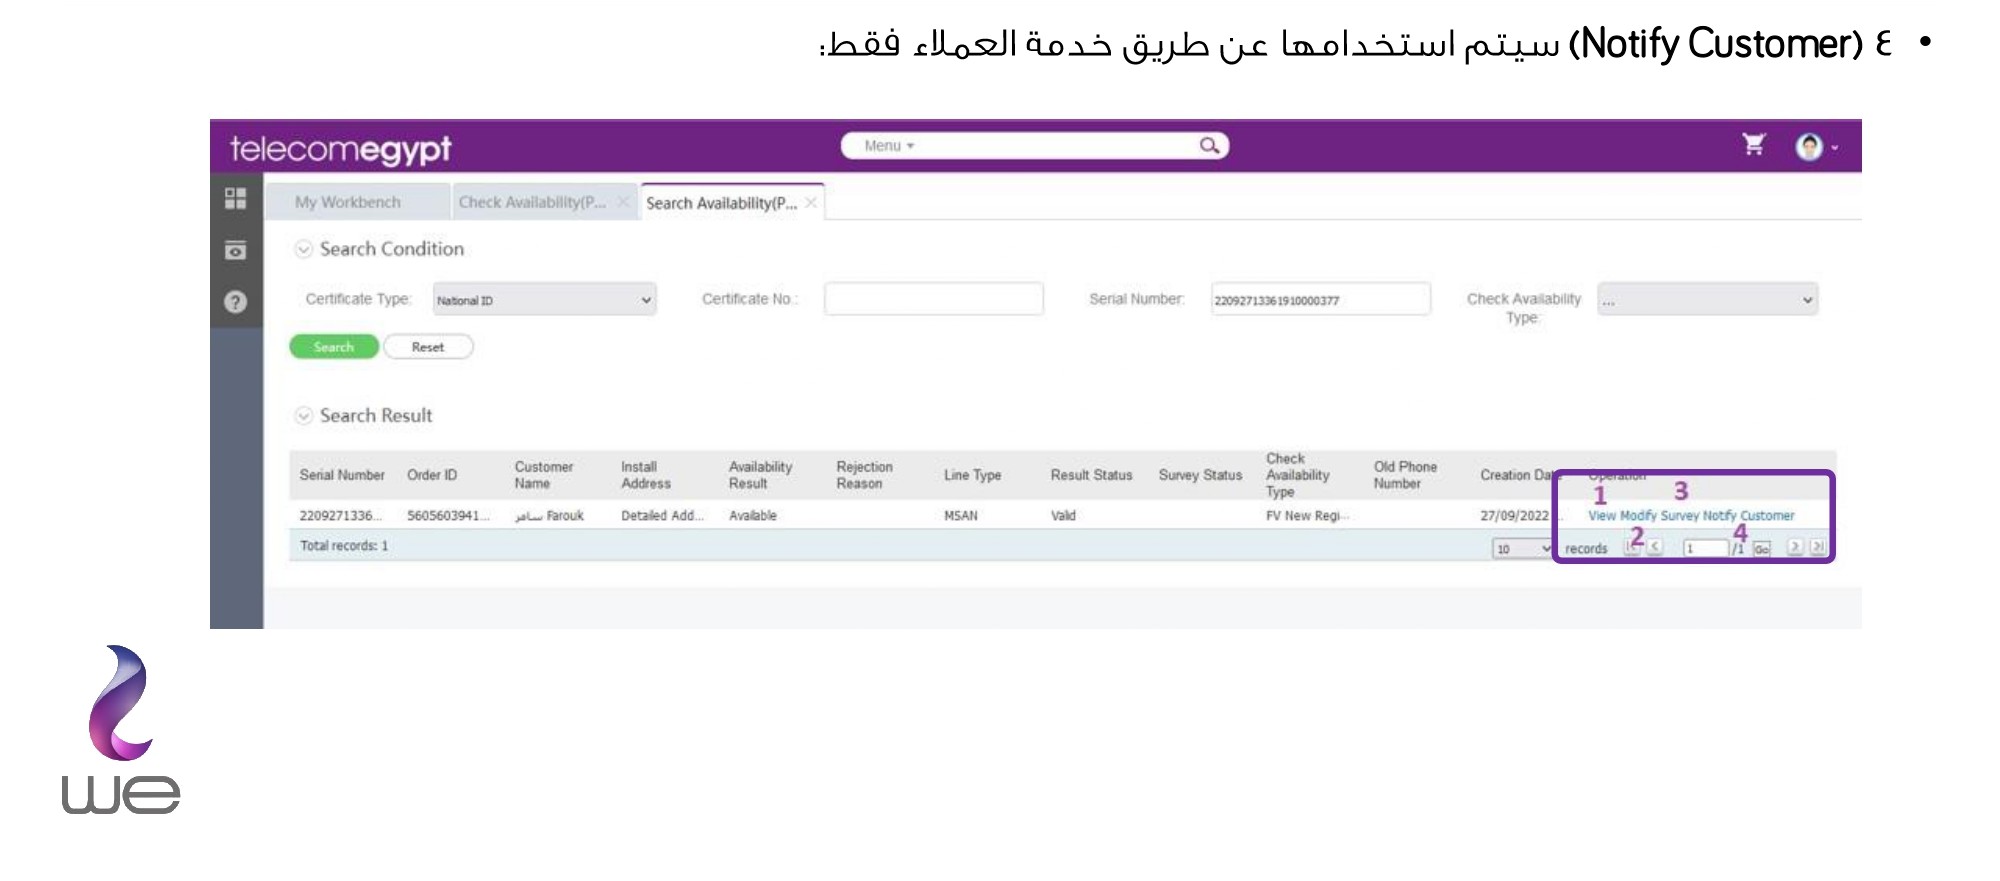 • ٤ (Notify Customer) سيتم استخدامها عن طريق خدمة العملاء فقط:
telecomegypt
Menu
My Workbench
Check Availability(P...
Search Availability(P...
Search Condition
Certificate Type: National ID
Certificate No.:
Serial Number: 22092713361910000377
Check Availability Type: ...
Search
Reset
Search Result
Serial Number Order ID Customer Name Install Address Availability Result Rejection Reason Line Type Result Status Survey Status Check Availability Type Old Phone Number Creation Date Operation
1 3
2209271336... 5605603941... سامر Farouk Detailed Add... Available MSAN Valid FV New Regi... 27/09/2022 ... View Modify Survey Notify Customer
2 4
Total records: 1 10 records 1 /1 Go
we